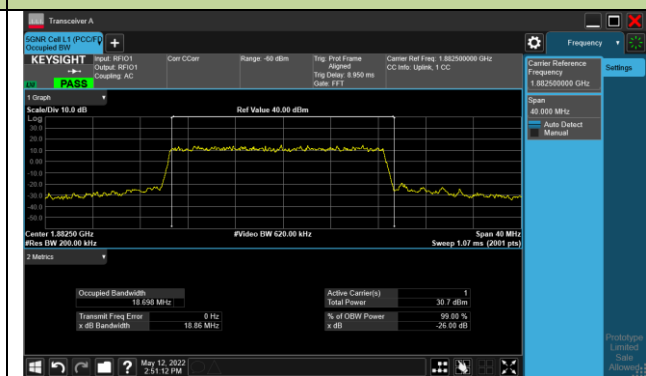 Transceiver A
5GNR Cell L1 (PCC/FD
Occupied BW
Frequency
KEYSIGHT
Input: RFIO1
Output: RFIO1
Coupling: AC
Corr CCorr
Range: -60 dBm
Trig: Prot Frame
Aligned
Trig Delay: 8.950 ms
Gate: FFT
Carrier Ref Freq: 1.882500000 GHz
CC Info: Uplink, 1 CC
LV
PASS
Carrier Reference
Frequency
1.882500000 GHz
Settings
Span
40.000 MHz
Auto Detect
Manual
1 Graph
Scale/Div 10.0 dB
Ref Value 40.00 dBm
Log
30.0
20.0
10.0
0.00
-10.0
-20.0
-30.0
-40.0
-50.0
Center 1.88250 GHz
#Video BW 620.00 kHz
Span 40 MHz
#Res BW 200.00 kHz
Sweep 1.07 ms (2001 pts)
2 Metrics
Occupied Bandwidth
18.698 MHz
Active Carrier(s) 1
Total Power 30.7 dBm
Transmit Freq Error 0 Hz
x dB Bandwidth 18.86 MHz
% of OBW Power 99.00 %
x dB -26.00 dB
Prototype
Limited
Sale
Allowed
?
May 12, 2022
2:51:12 PM